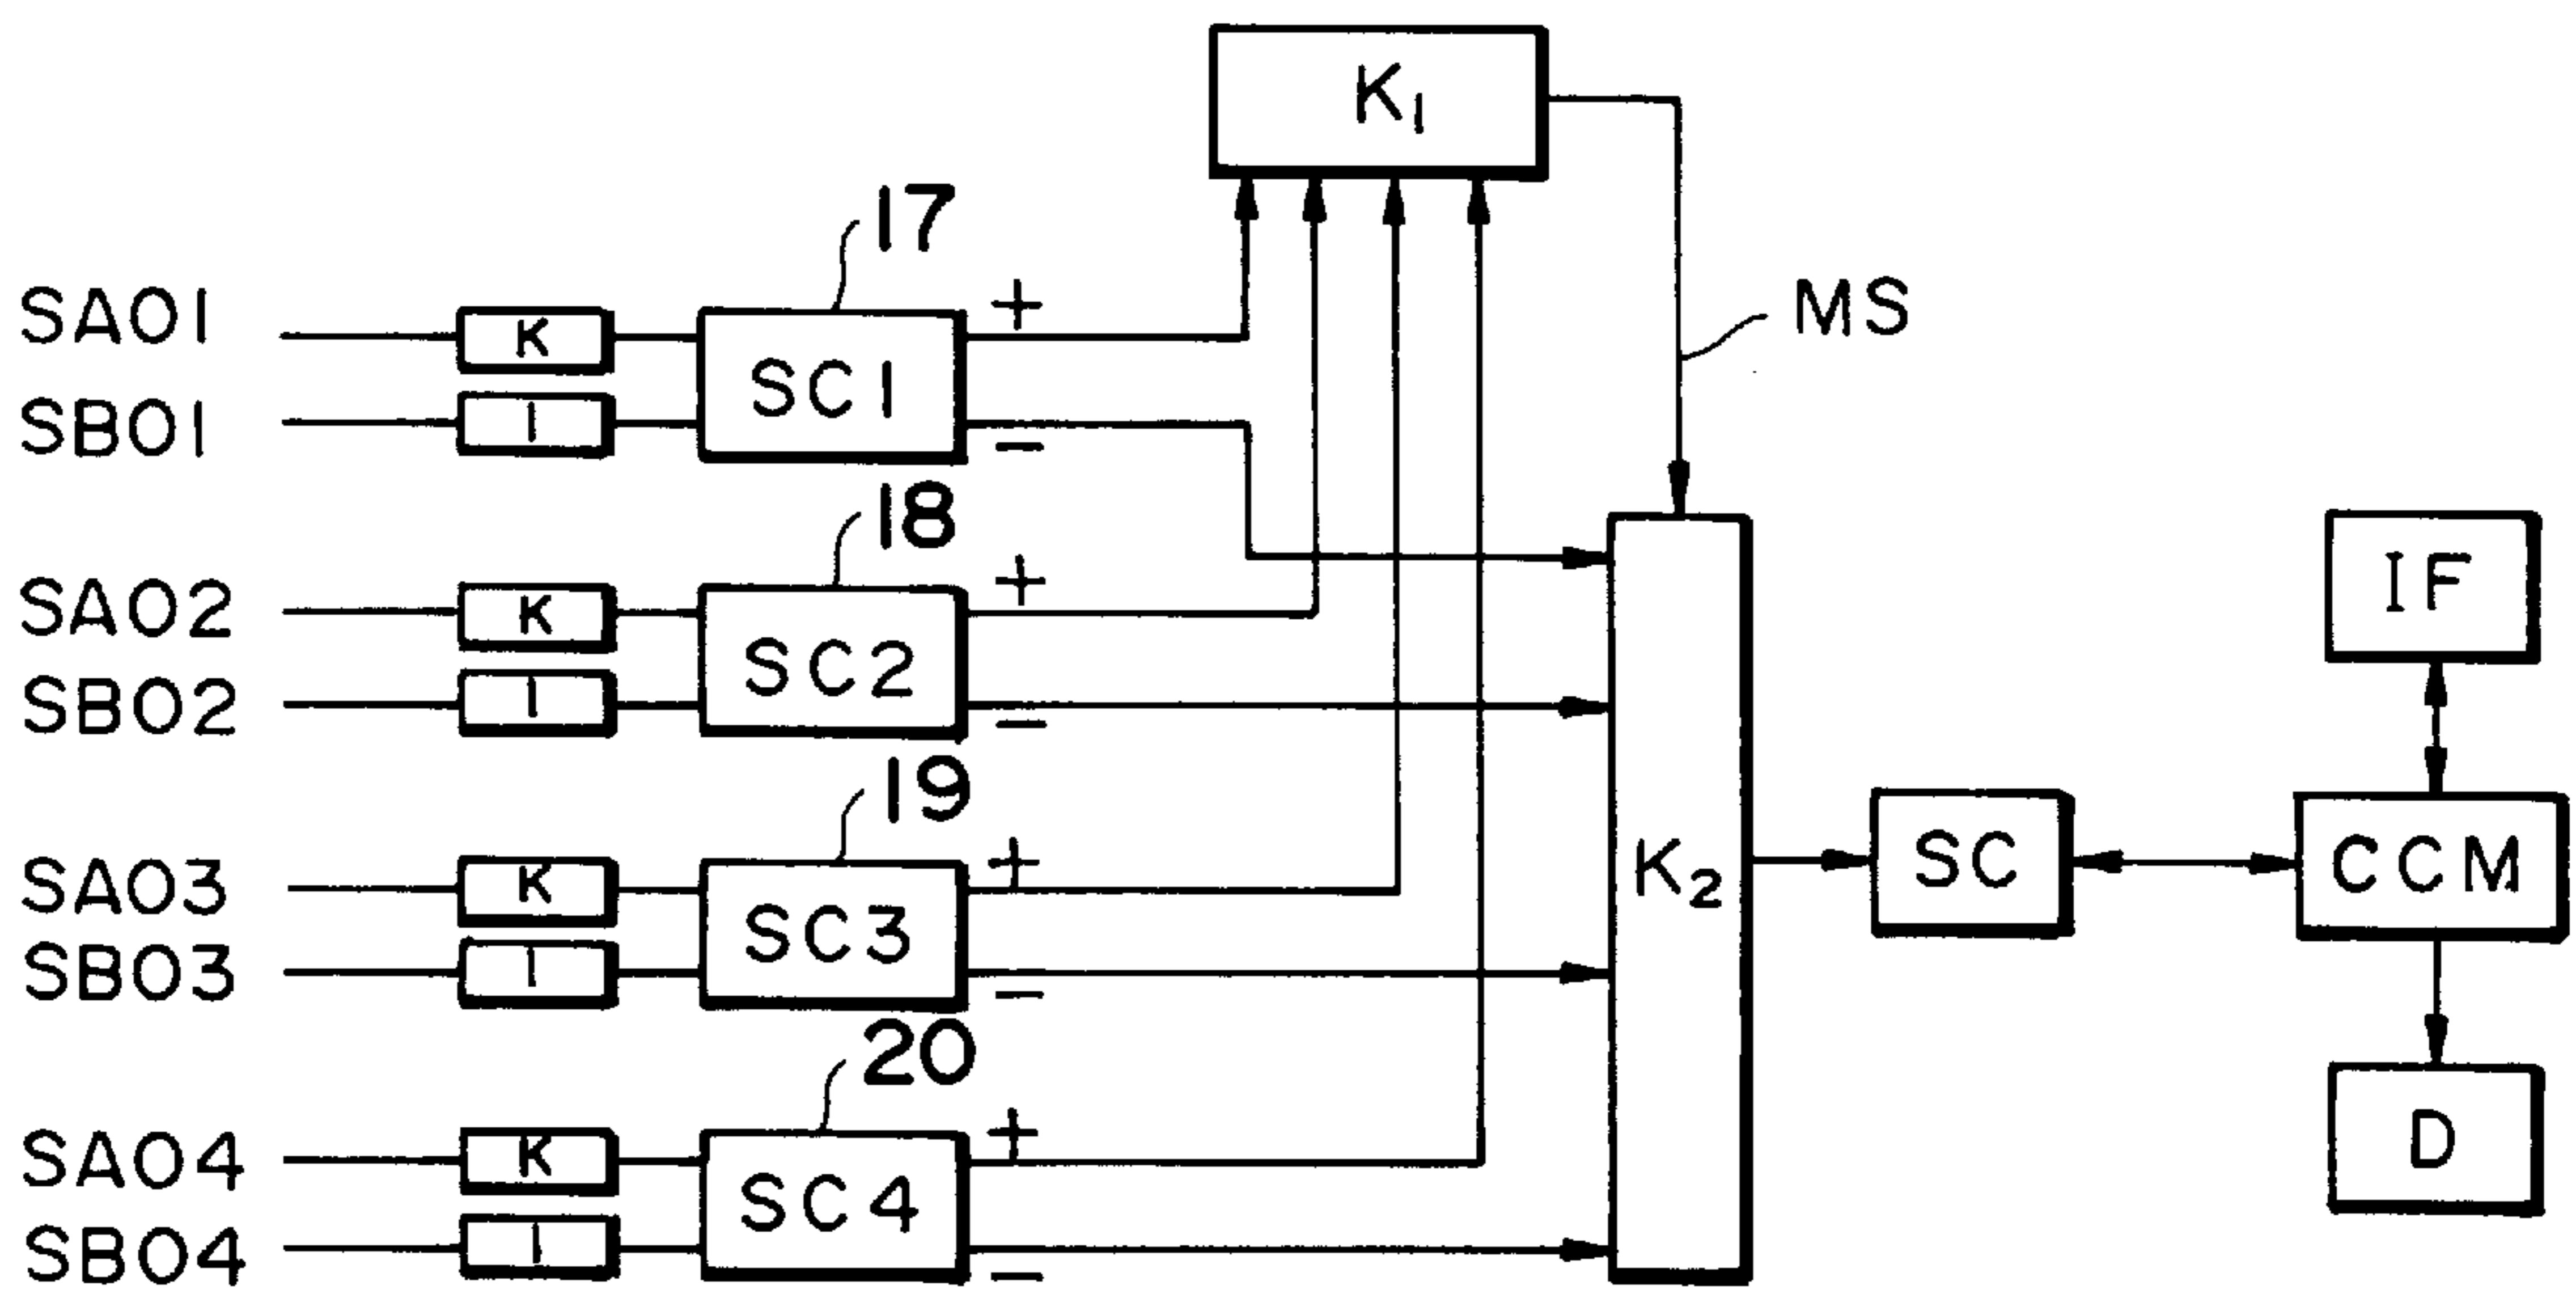 K₁
17
SA01
K
SC1
+
MS
SB01
I
−
18
SA02
K
SC2
+
IF
SB02
I
−
19
SA03
K
SC3
+
K₂
SC
CCM
SB03
I
−
20
SA04
K
SC4
+
D
SB04
I
−